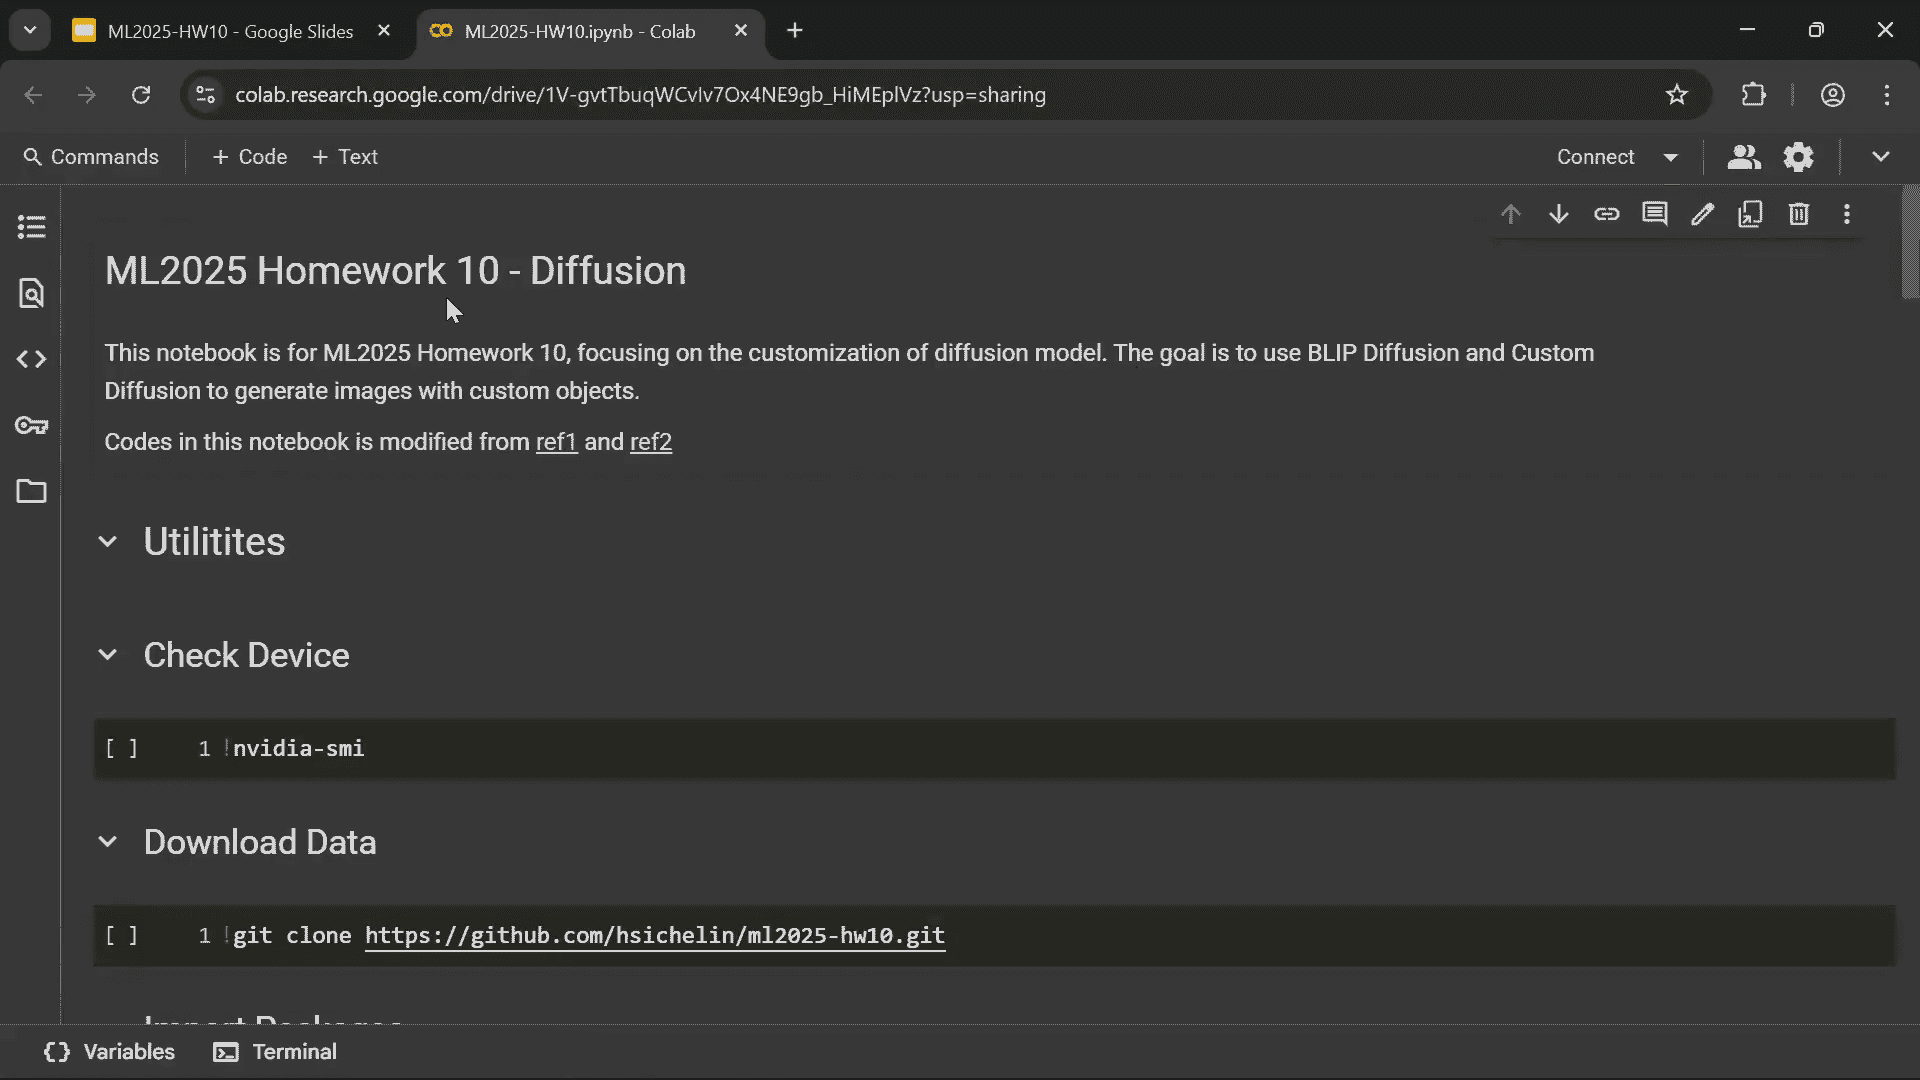 ML2025-HW10 - Google Slides
ML2025-HW10.ipynb - Colab
colab.research.google.com/drive/1V-gvtTbuqWCvlv7Ox4NE9gb_HiMEplVz?usp=sharing
Commands + Code + Text Connect
ML2025 Homework 10 - Diffusion
This notebook is for ML2025 Homework 10, focusing on the customization of diffusion model. The goal is to use BLIP Diffusion and Custom
Diffusion to generate images with custom objects.
Codes in this notebook is modified from ref1 and ref2
Utilitites
Check Device
[ ] 1 !nvidia-smi
Download Data
[ ] 1 !git clone https://github.com/hsichelin/ml2025-hw10.git
Import Packages
{} Variables Terminal